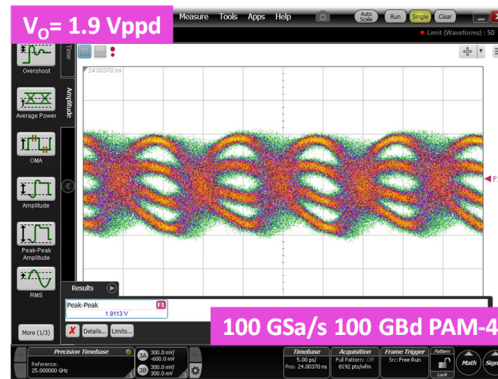 Vo= 1.9 Vppd
Measure Tools Apps Help
Auto Scale
Run
Single
Clear
Limit (Waveforms) : 50
Time
Overshoot
24.00370 ns
Average Power
Amplitude
OMA
Amplitude
F
Peak-Peak
Amplitude
RMS
Results
Peak-Peak
F1
1.9113 V
More (1/3)
Details...
Limits...
100 GSa/s 100 GBd PAM-4
Precision Timebase
Reference:
25.000000 GHz
3A
300.0 mV/
-600.0 mV
3B
300.0 mV/
300.0 mV
Timebase
5.00 ps/
Pos: 24.00370 ns
Acquisition
Full Pattern: Off
8192 pts/wfm
Frame Trigger
Src: Free Run
Pattern
Lock
Math